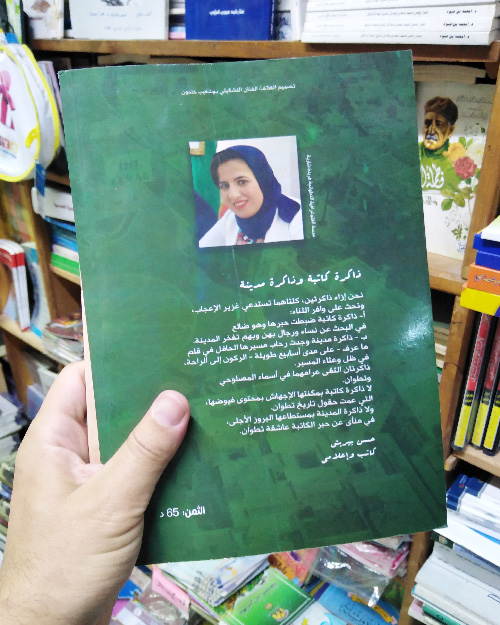 تصميم الغلاف: الفنان التشكيلي بوشعيب خلدون
ذاكرة كاتبة وذاكرة مدينة
نحن إزاء ذاكرتين، كلتاهما تستدعي غزير الإعجاب،
وتحث على وافر الثناء:
أ- ذاكرة كاتبة ضبطت حبرها وهو ضالع
في البحث عن نساء ورجال بهن وبهم تفخر المدينة.
ب - ذاكرة مدينة وجدت رحاب مسيرها الحافل في قلم
ما عرف - على مدى أسابيع طويلة - الركون إلى الراحة،
في ظل وعثاء المسير.
ذاكرتان التقى غرامهما في أسماء المصلوحي
وتطوان.
لا ذاكرة كاتبة يمكنها الإجهاش بمحتوى فيوضها،
التي عمت حقول تاريخ تطوان.
ولا ذاكرة المدينة بمستطاعها البروز الأجلى،
في منأى عن حبر الكاتبة عاشقة تطوان.
حسن بيريش
كاتب وإعلامي
الثمن: 65 د